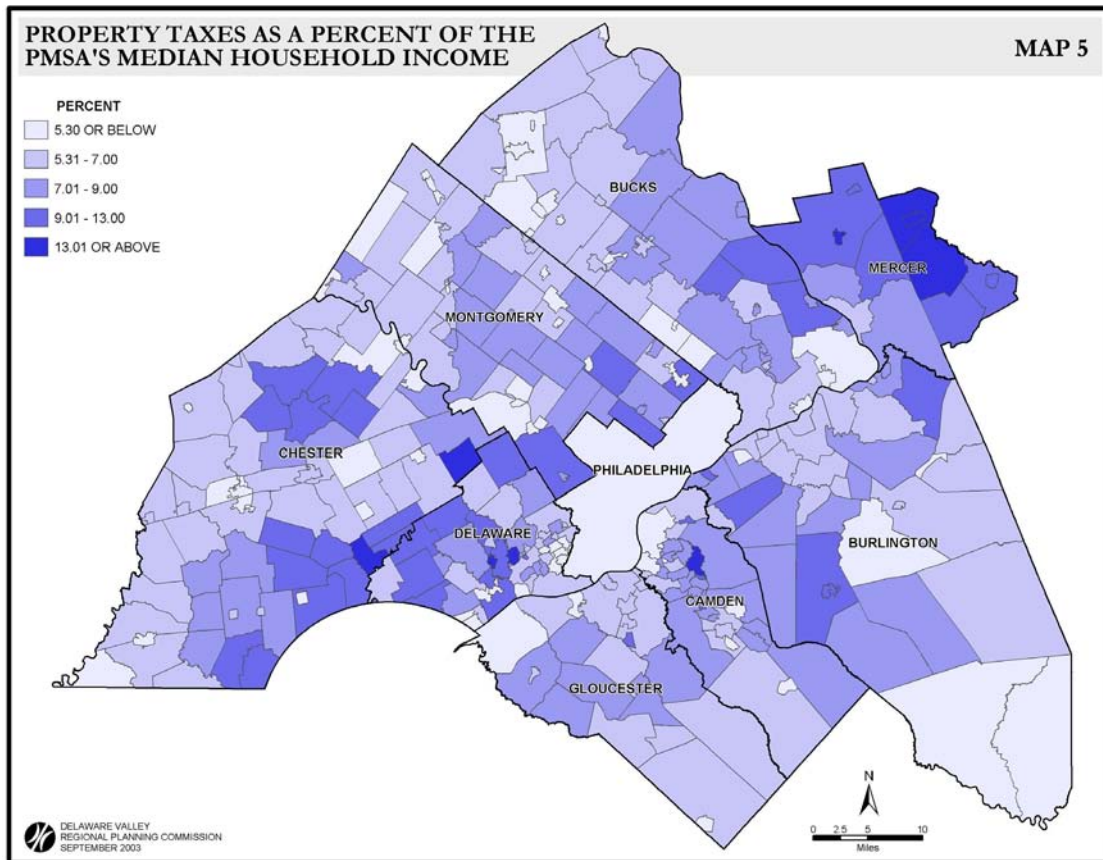 PROPERTY TAXES AS A PERCENT OF THE
PMSA'S MEDIAN HOUSEHOLD INCOME
MAP 5
PERCENT
5.30 OR BELOW
5.31 - 7.00
7.01 - 9.00
9.01 - 13.00
13.01 OR ABOVE
BUCKS
MERCER
MONTGOMERY
CHESTER
PHILADELPHIA
DELAWARE
BURLINGTON
CAMDEN
GLOUCESTER
N
0 2.5 5 10
Miles
DELAWARE VALLEY
REGIONAL PLANNING COMMISSION
SEPTEMBER 2003